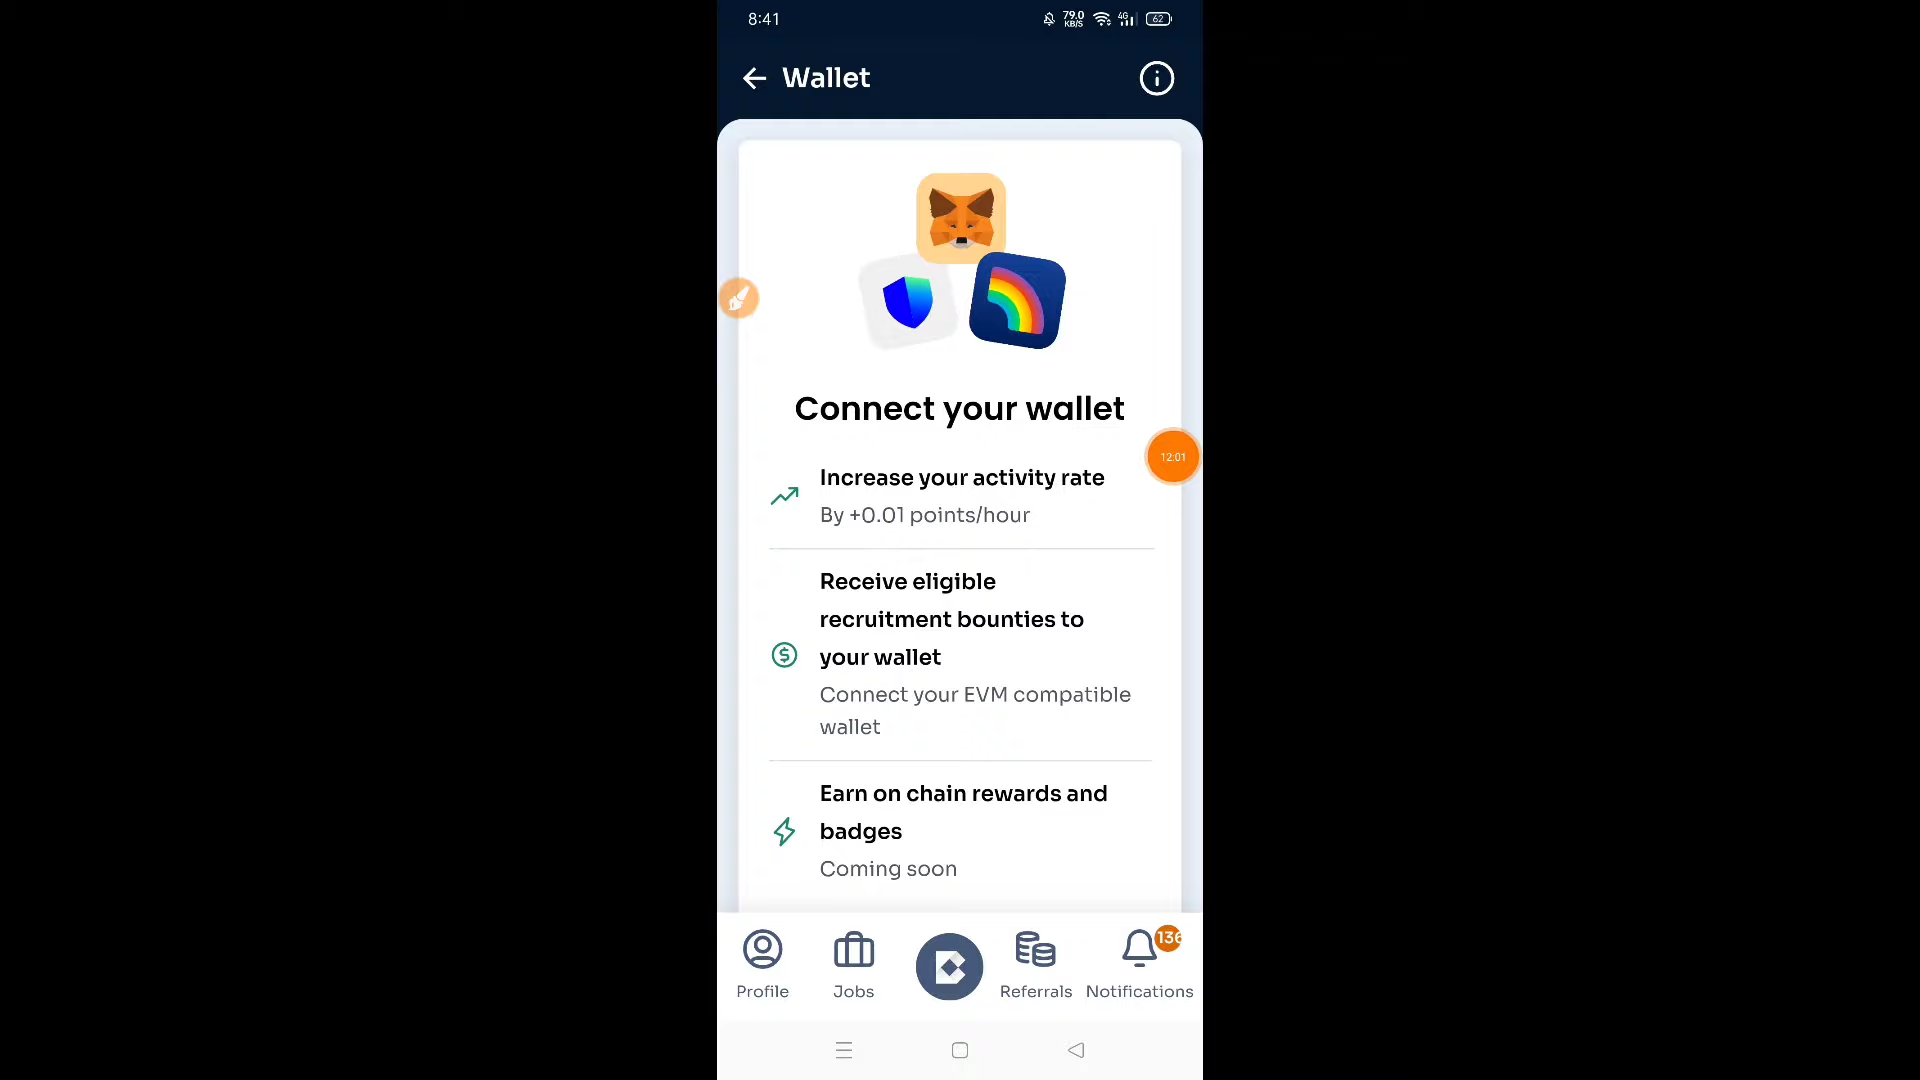 8:41
79.0
KB/S
4G
62
Wallet
Connect your wallet
12:01
Increase your activity rate
By +0.01 points/hour
Receive eligible
recruitment bounties to
your wallet
Connect your EVM compatible
wallet
Earn on chain rewards and
badges
Coming soon
136
Profile
Jobs
Referrals
Notifications